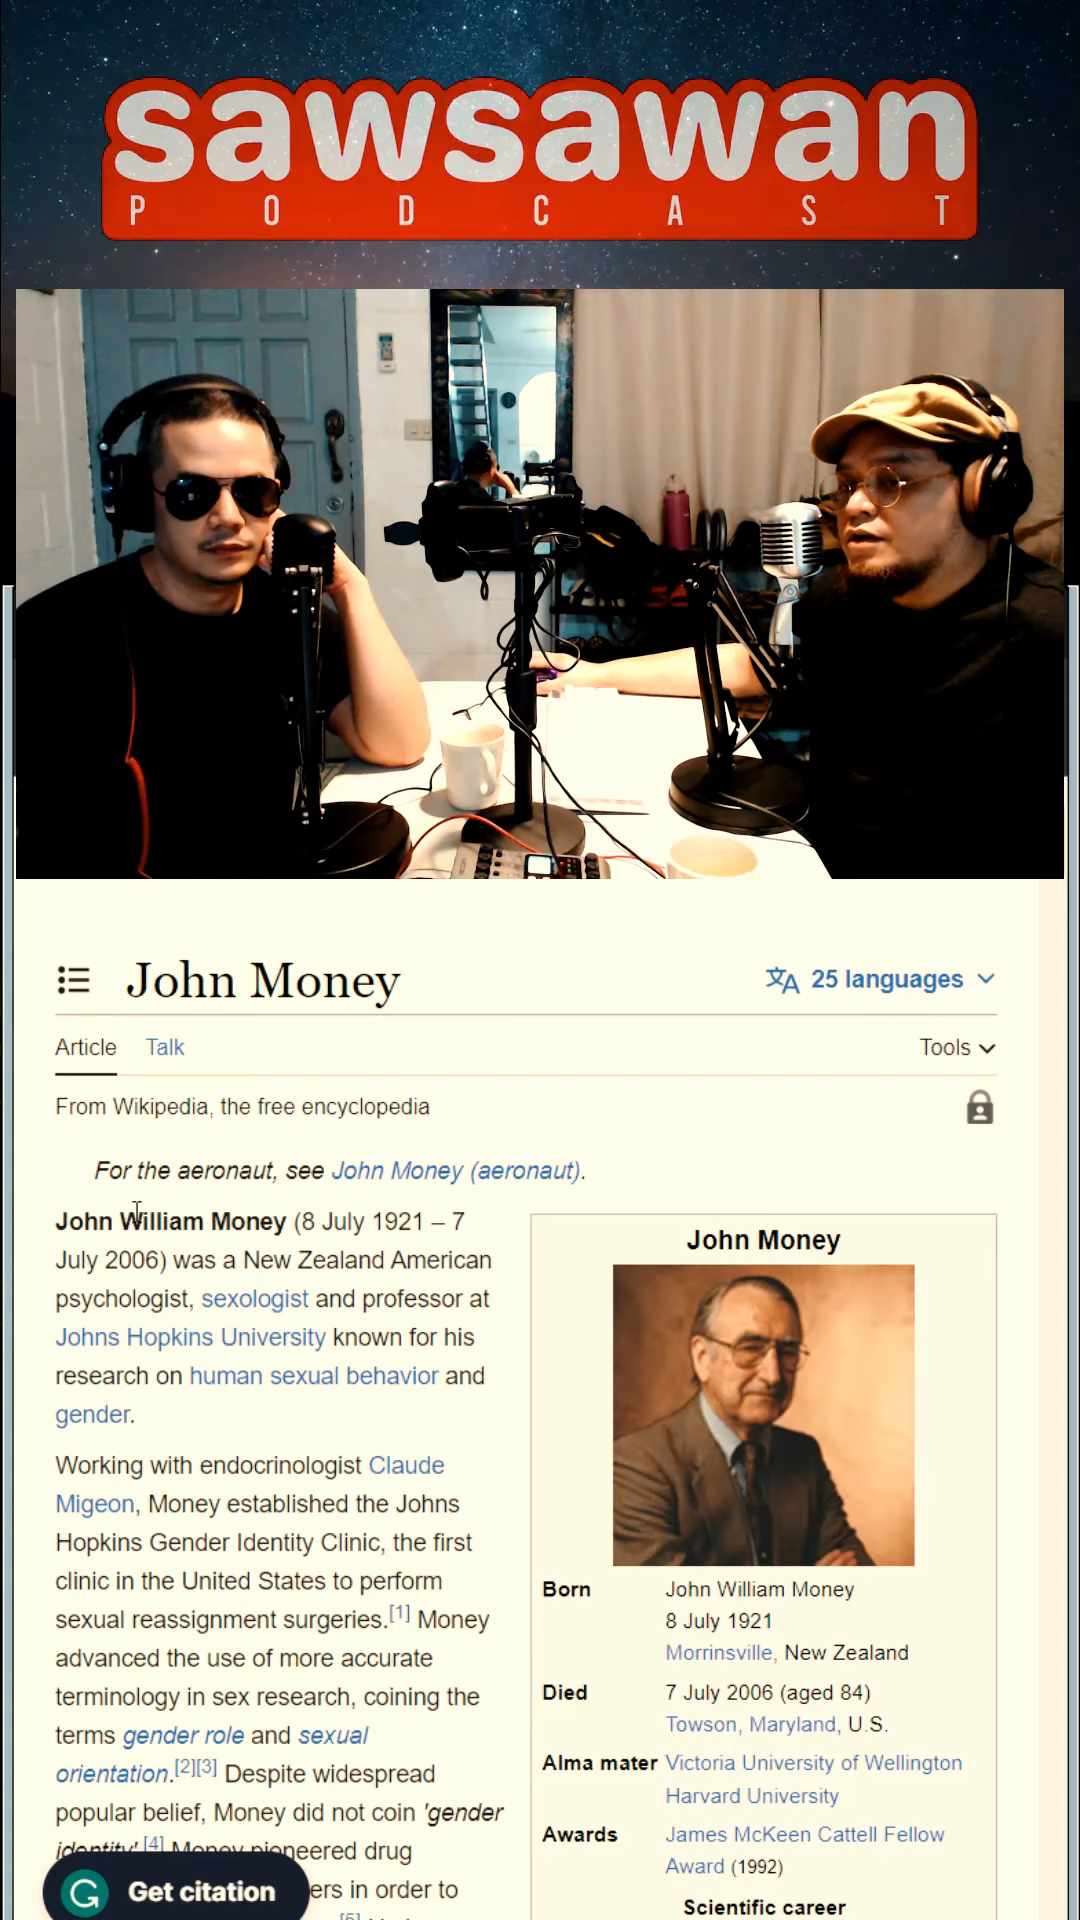 sawsawan
PODCAST
John Money
25 languages
Article
Talk
Tools
From Wikipedia, the free encyclopedia
For the aeronaut, see John Money (aeronaut).
John William Money (8 July 1921 – 7
July 2006) was a New Zealand American
psychologist, sexologist and professor at
Johns Hopkins University known for his
research on human sexual behavior and
gender.
Working with endocrinologist Claude
Migeon, Money established the Johns
Hopkins Gender Identity Clinic, the first
clinic in the United States to perform
sexual reassignment surgeries.[1] Money
advanced the use of more accurate
terminology in sex research, coining the
terms gender role and sexual
orientation.[2][3] Despite widespread
popular belief, Money did not coin 'gender
identity'.[4] Money pioneered drug
ers in order to
[5]
Get citation
John Money
Born John William Money
8 July 1921
Morrinsville, New Zealand
Died 7 July 2006 (aged 84)
Towson, Maryland, U.S.
Alma mater Victoria University of Wellington
Harvard University
Awards James McKeen Cattell Fellow
Award (1992)
Scientific career